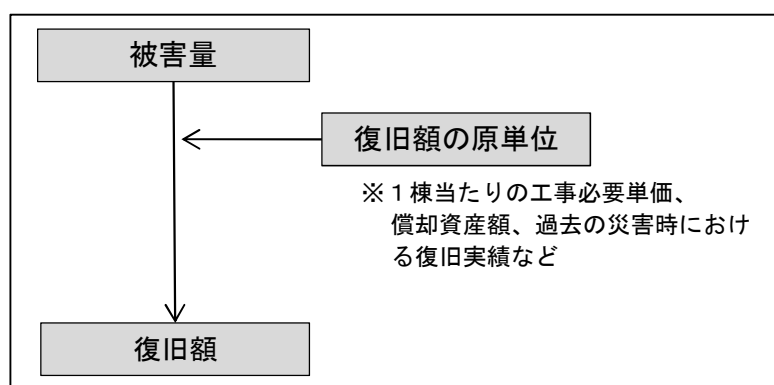 被害量
復旧額の原単位
※１棟当たりの工事必要単価、
償却資産額、過去の災害時におけ
る復旧実績など
復旧額